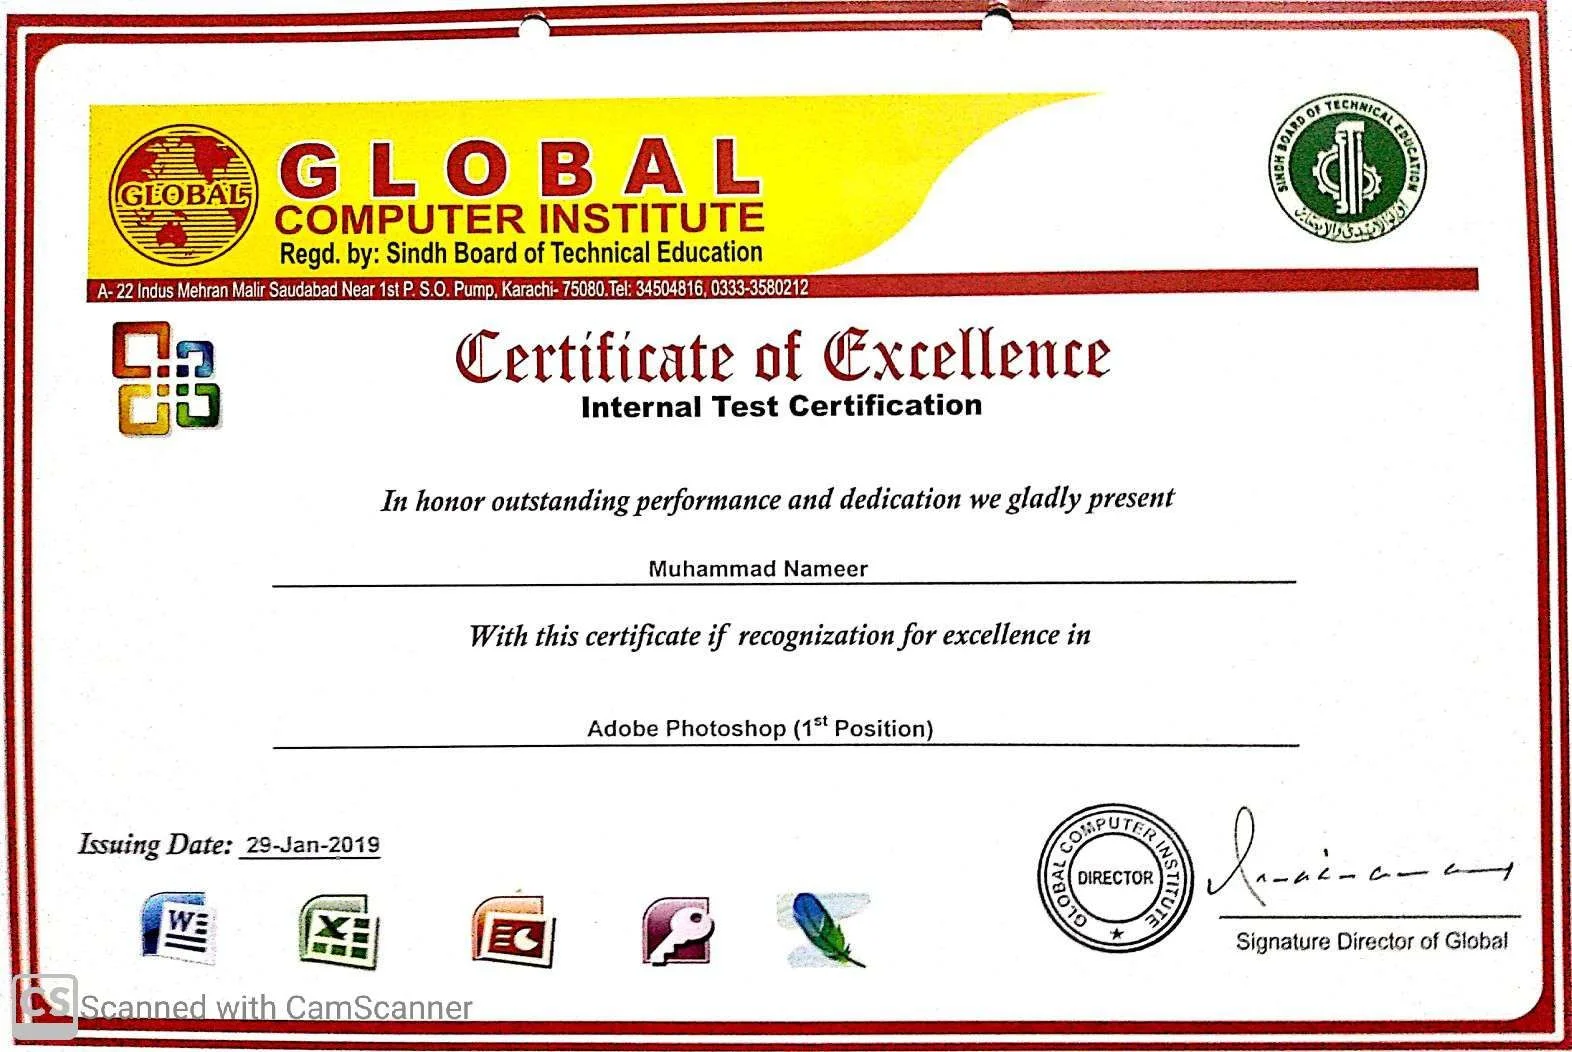 GLOBAL
GLOBAL
COMPUTER INSTITUTE
Regd. by: Sindh Board of Technical Education
A- 22 Indus Mehran Malir Saudabad Near 1st P. S.O. Pump, Karachi- 75080.Tel: 34504816, 0333-3580212
SINDH BOARD OF TECHNICAL EDUCATION
Certificate of Excellence
Internal Test Certification
In honor outstanding performance and dedication we gladly present
Muhammad Nameer
With this certificate if recognization for excellence in
Adobe Photoshop (1st Position)
Issuing Date: 29-Jan-2019
GLOBAL COMPUTER INSTITUTE
DIRECTOR
Signature Director of Global
W
X
CS Scanned with CamScanner